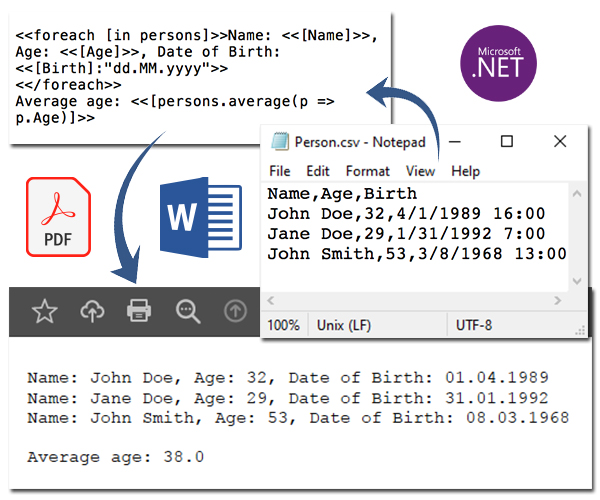 <<foreach [in persons]>>Name: <<[Name]>>,
Age: <<[Age]>>, Date of Birth:
<<[Birth]:"dd.MM.yyyy">>
<</foreach>>
Average age: <<[persons.average(p =>
p.Age)]>>
Microsoft
.NET
Person.csv - Notepad
File Edit Format View Help
Name,Age,Birth
John Doe,32,4/1/1989 16:00
Jane Doe,29,1/31/1992 7:00
John Smith,53,3/8/1968 13:00
100% Unix (LF) UTF-8
PDF
W
Name: John Doe, Age: 32, Date of Birth: 01.04.1989
Name: Jane Doe, Age: 29, Date of Birth: 31.01.1992
Name: John Smith, Age: 53, Date of Birth: 08.03.1968
Average age: 38.0